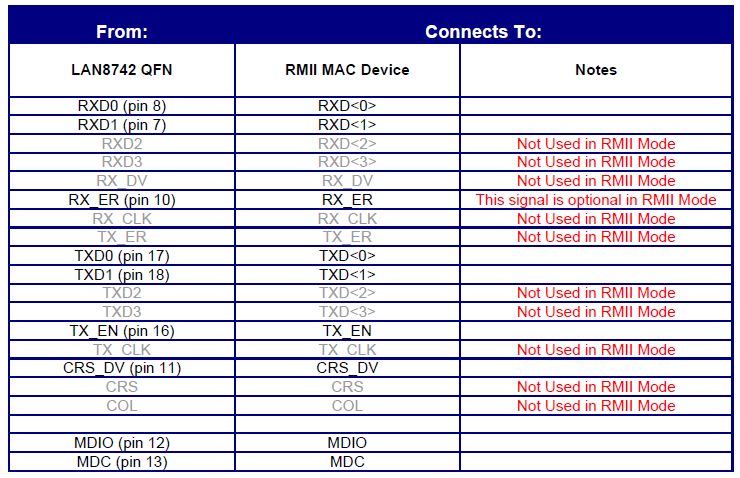 From: Connects To:
LAN8742 QFN RMII MAC Device Notes
RXD0 (pin 8) RXD<0>
RXD1 (pin 7) RXD<1>
RXD2 RXD<2> Not Used in RMII Mode
RXD3 RXD<3> Not Used in RMII Mode
RX_DV RX_DV Not Used in RMII Mode
RX_ER (pin 10) RX_ER This signal is optional in RMII Mode
RX_CLK RX_CLK Not Used in RMII Mode
TX_ER TX_ER Not Used in RMII Mode
TXD0 (pin 17) TXD<0>
TXD1 (pin 18) TXD<1>
TXD2 TXD<2> Not Used in RMII Mode
TXD3 TXD<3> Not Used in RMII Mode
TX_EN (pin 16) TX_EN
TX_CLK TX_CLK Not Used in RMII Mode
CRS_DV (pin 11) CRS_DV
CRS CRS Not Used in RMII Mode
COL COL Not Used in RMII Mode
MDIO (pin 12) MDIO
MDC (pin 13) MDC